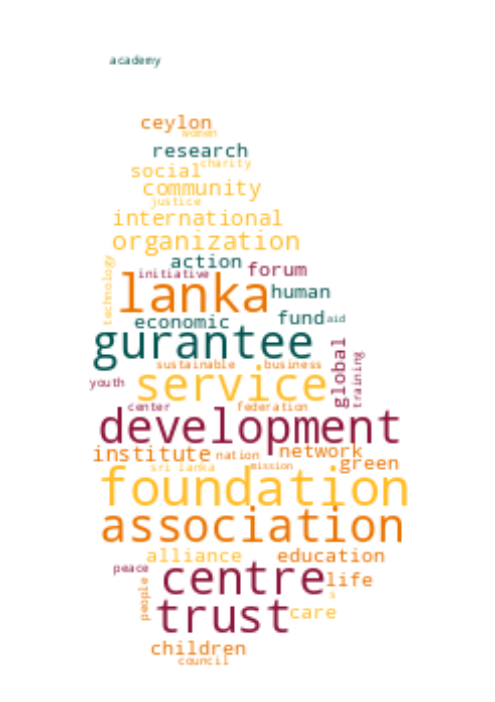 academy
ceylon
women
research
charity
social
community
justice
international
organization
technology
action
initiative
forum
lanka
human
economic
fund
aid
gurantee
sustainable
business
global
training
youth
service
center
federation
development
institute
nation
network
sri lanka
mission
green
foundation
association
alliance
education
peace
centre
life
people
trust
care
children
council